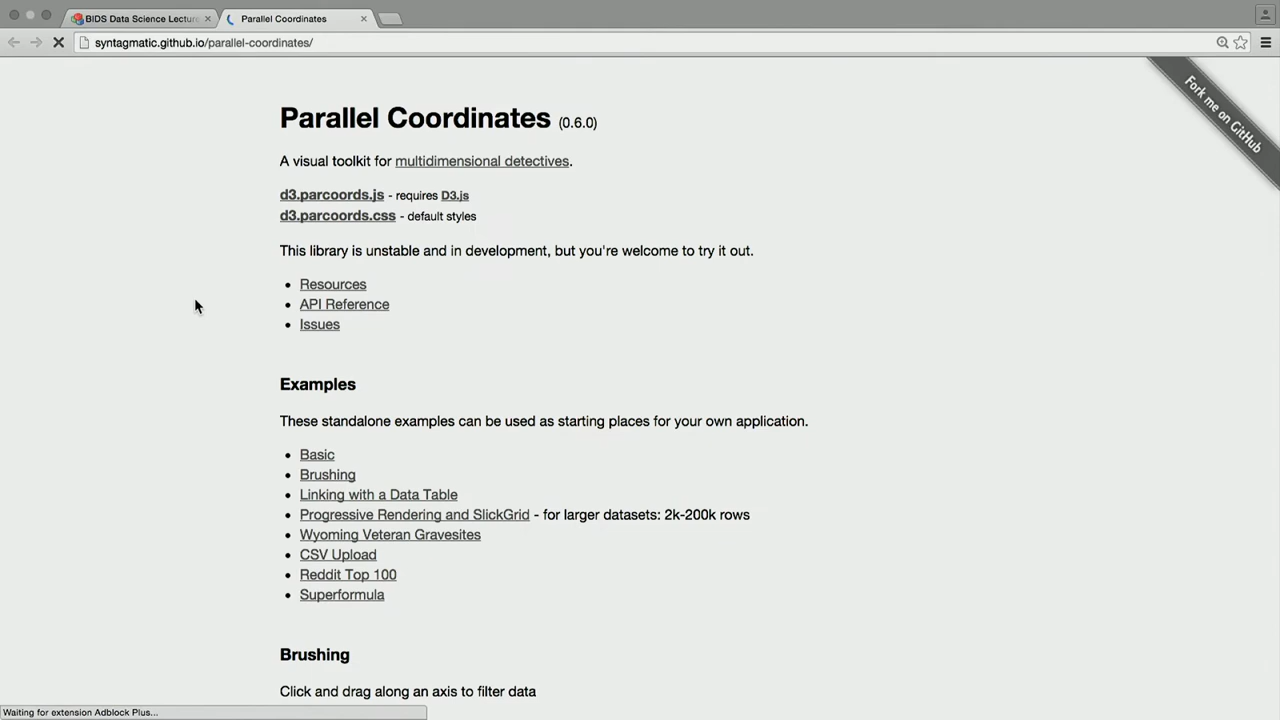 BIDS Data Science Lecture
Parallel Coordinates
syntagmatic.github.io/parallel-coordinates/
Fork me on GitHub
Parallel Coordinates (0.6.0)
A visual toolkit for multidimensional detectives.
d3.parcoords.js - requires D3.js
d3.parcoords.css - default styles
This library is unstable and in development, but you're welcome to try it out.
Resources
API Reference
Issues
Examples
These standalone examples can be used as starting places for your own application.
Basic
Brushing
Linking with a Data Table
Progressive Rendering and SlickGrid - for larger datasets: 2k-200k rows
Wyoming Veteran Gravesites
CSV Upload
Reddit Top 100
Superformula
Brushing
Click and drag along an axis to filter data
Waiting for extension Adblock Plus...